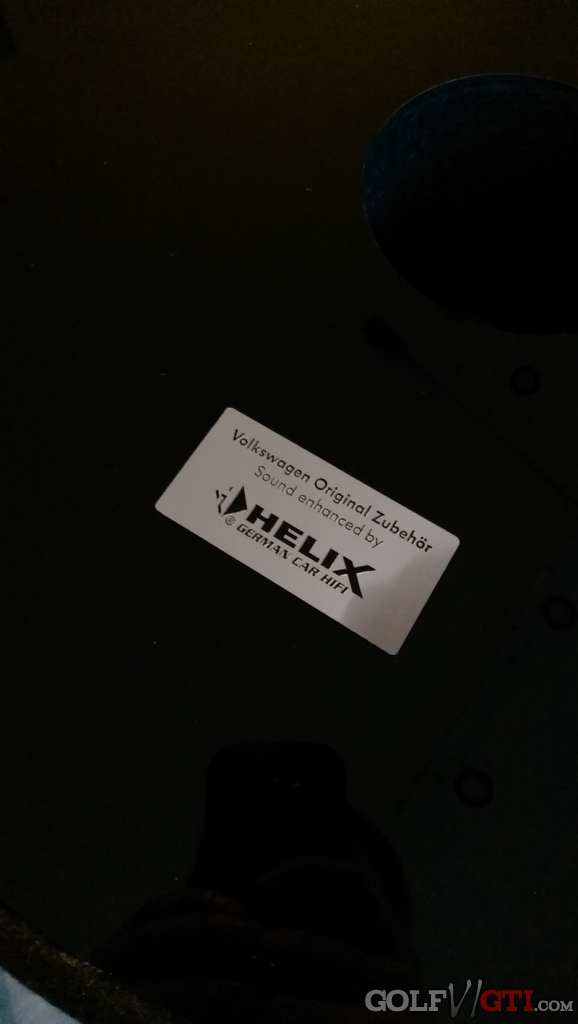 Volkswagen Original Zubehör
Sound enhanced by
HELIX
® GERMAN CAR HIFI
GOLFVIGTI.COM